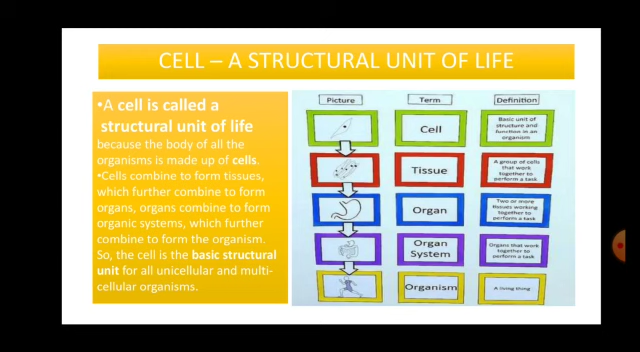 CELL – A STRUCTURAL UNIT OF LIFE
•A cell is called a
structural unit of life
because the body of all the
organisms is made up of cells.
•Cells combine to form tissues,
which further combine to form
organs, organs combine to form
organic systems, which further
combine to form the organism.
So, the cell is the basic structural
unit for all unicellular and multi-
cellular organisms.
Picture Term Definition
Cell
Basic unit of
structure and
function in an
organism
Tissue
A group of cells
that work
together to
perform a task
Organ
Two or more
tissues working
together to
perform a task
Organ
System
Organs that work
together to
perform a task
Organism
A living thing